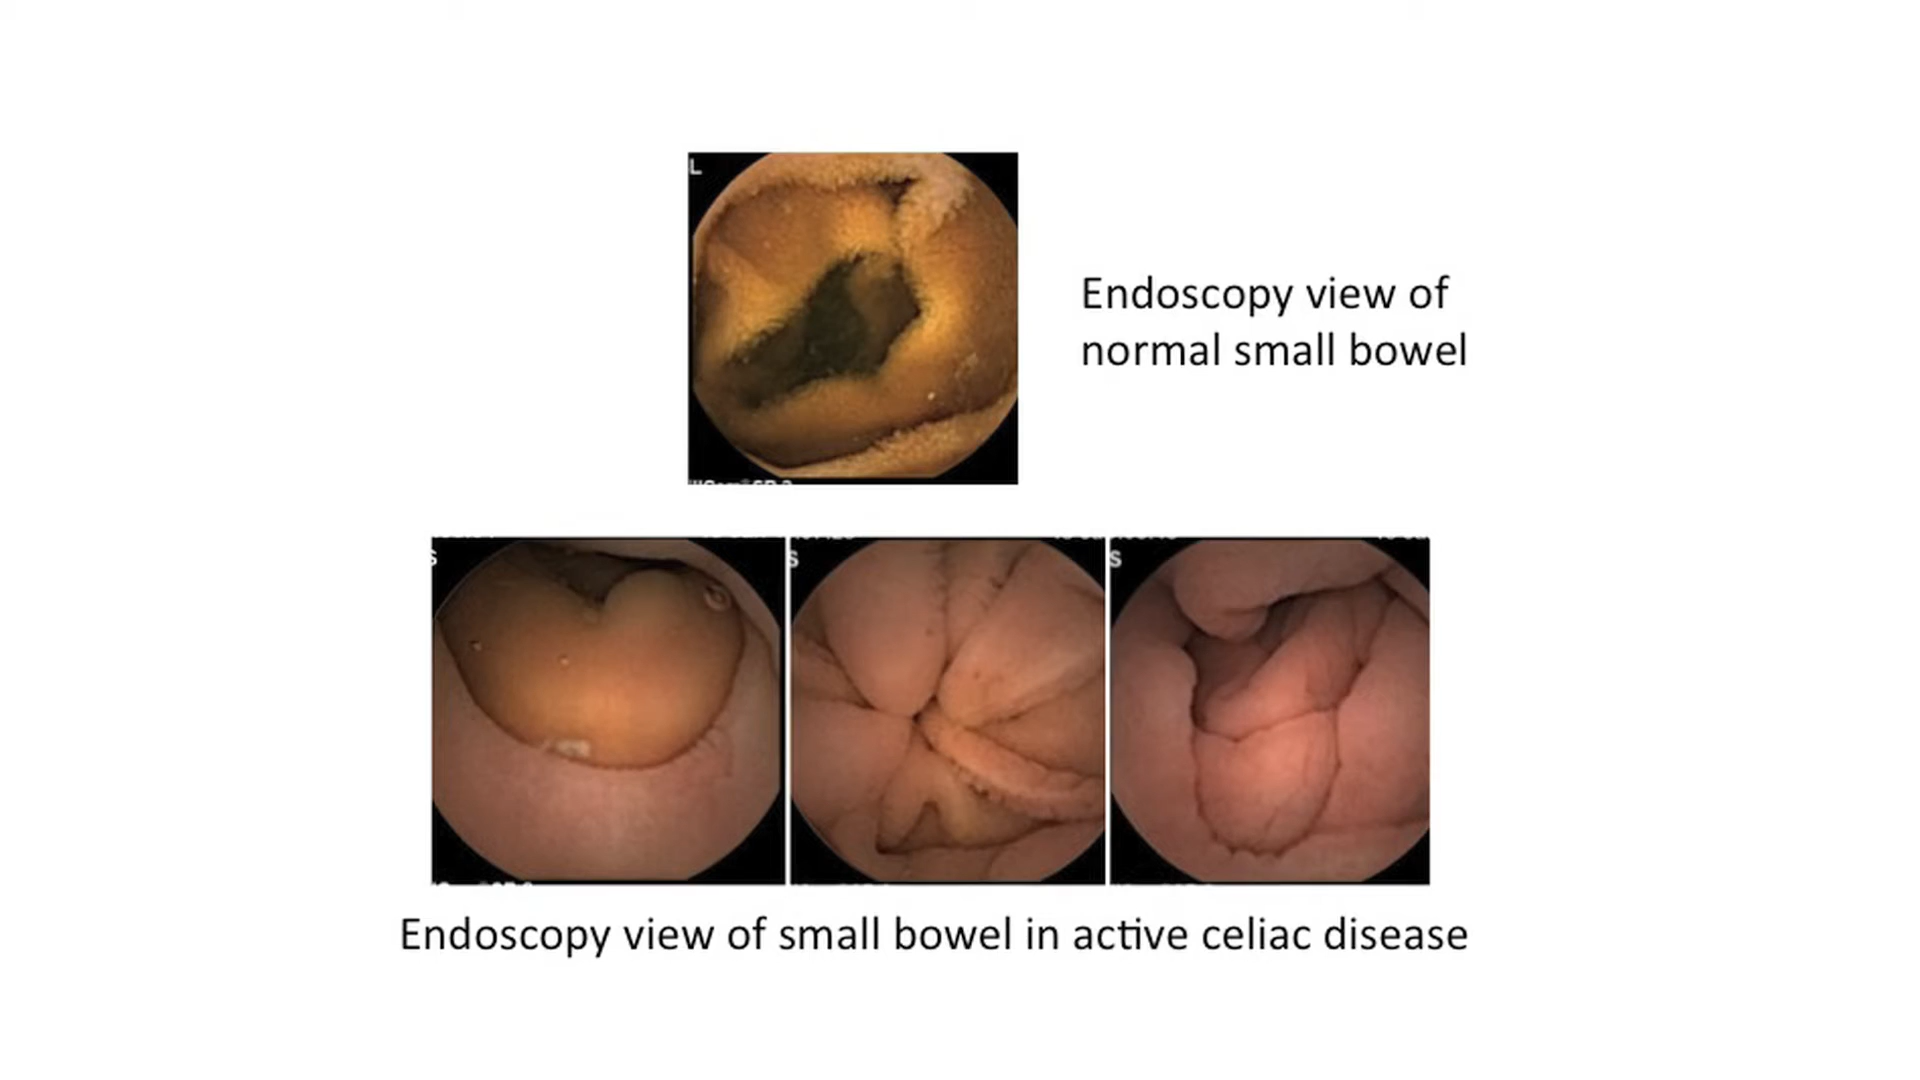 L
Endoscopy view of
normal small bowel
S
S
S
Endoscopy view of small bowel in active celiac disease